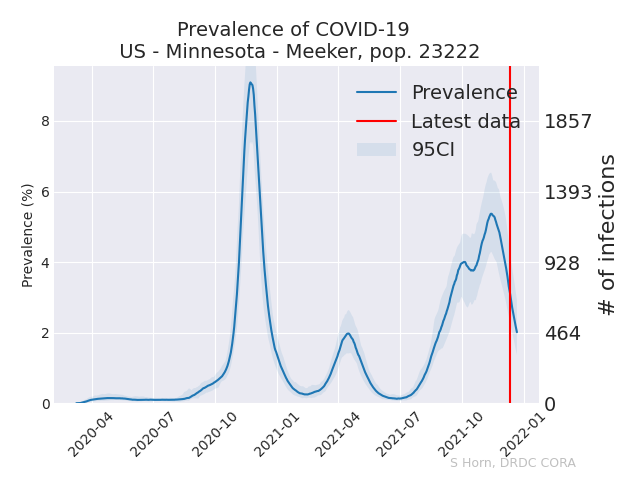 Prevalence of COVID-19
US - Minnesota - Meeker, pop. 23222
Prevalence
Latest data
95CI
Prevalence (%)
8
6
4
2
0
1857
1393
928
464
0
# of infections
2020-04
2020-07
2020-10
2021-01
2021-04
2021-07
2021-10
2022-01
S Horn, DRDC CORA